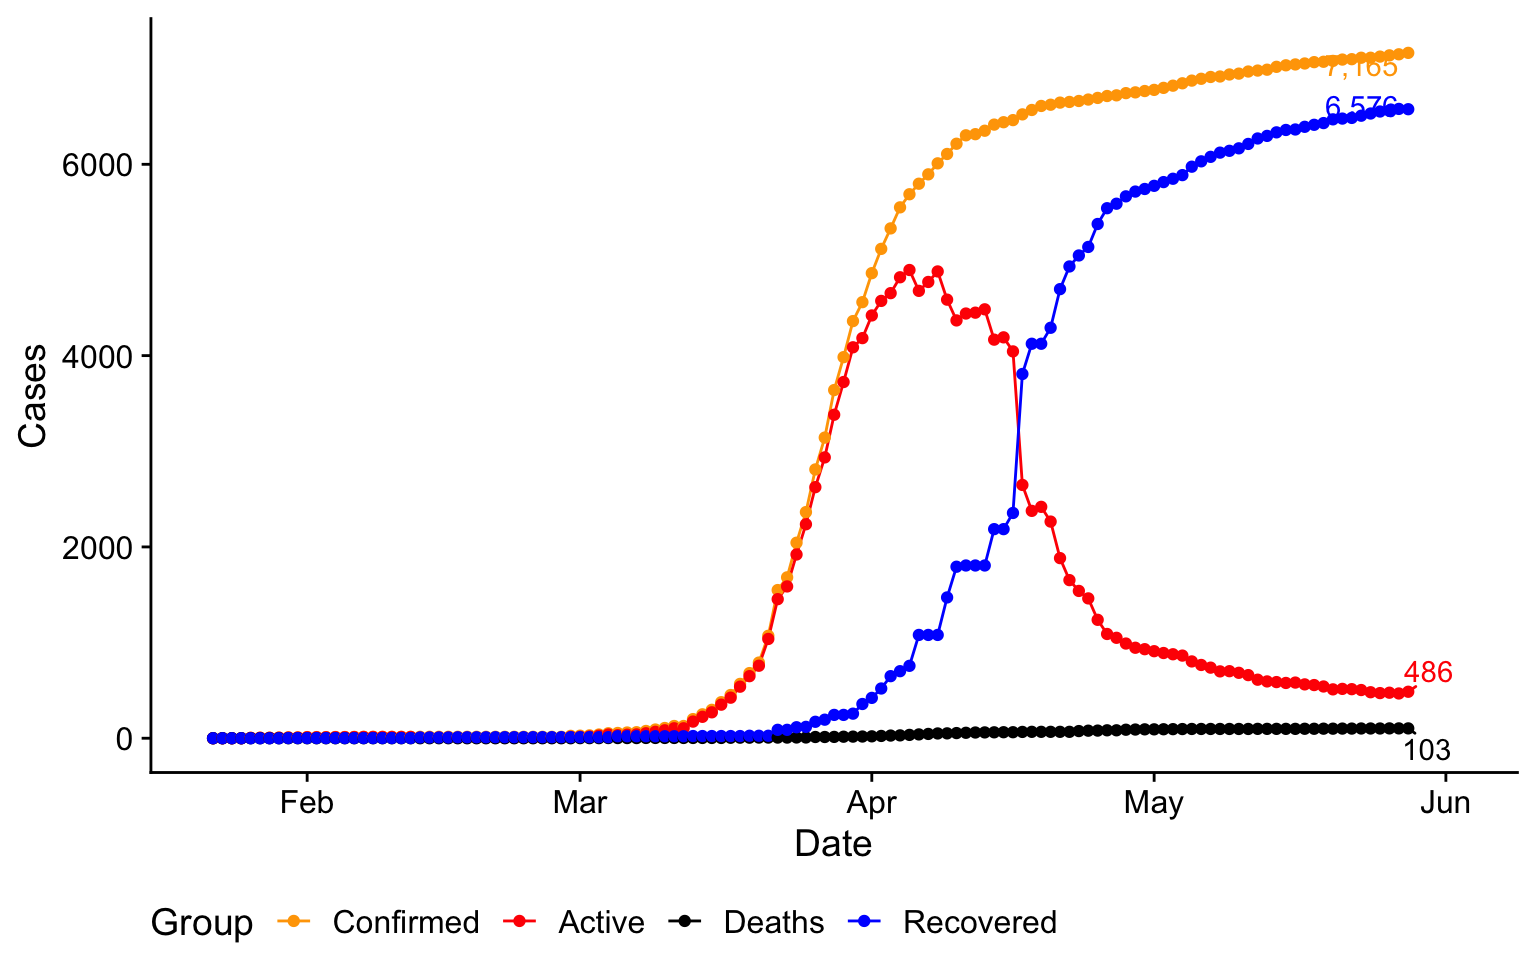 7,165
6,576
6000
4000
2000
0
Cases
486
103
Feb Mar Apr May Jun
Date
Group Confirmed Active Deaths Recovered